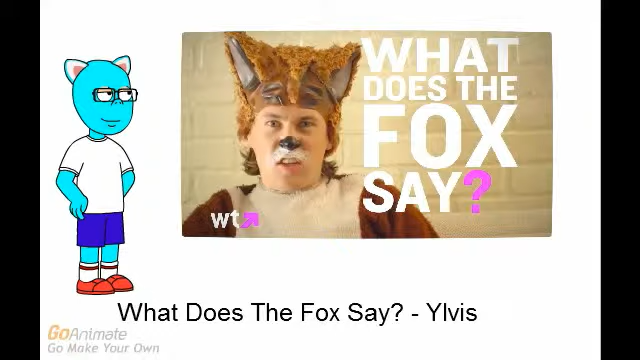 WHAT
DOES THE
FOX
SAY?
wt
What Does The Fox Say? - Ylvis
GoAnimate
Go Make Your Own